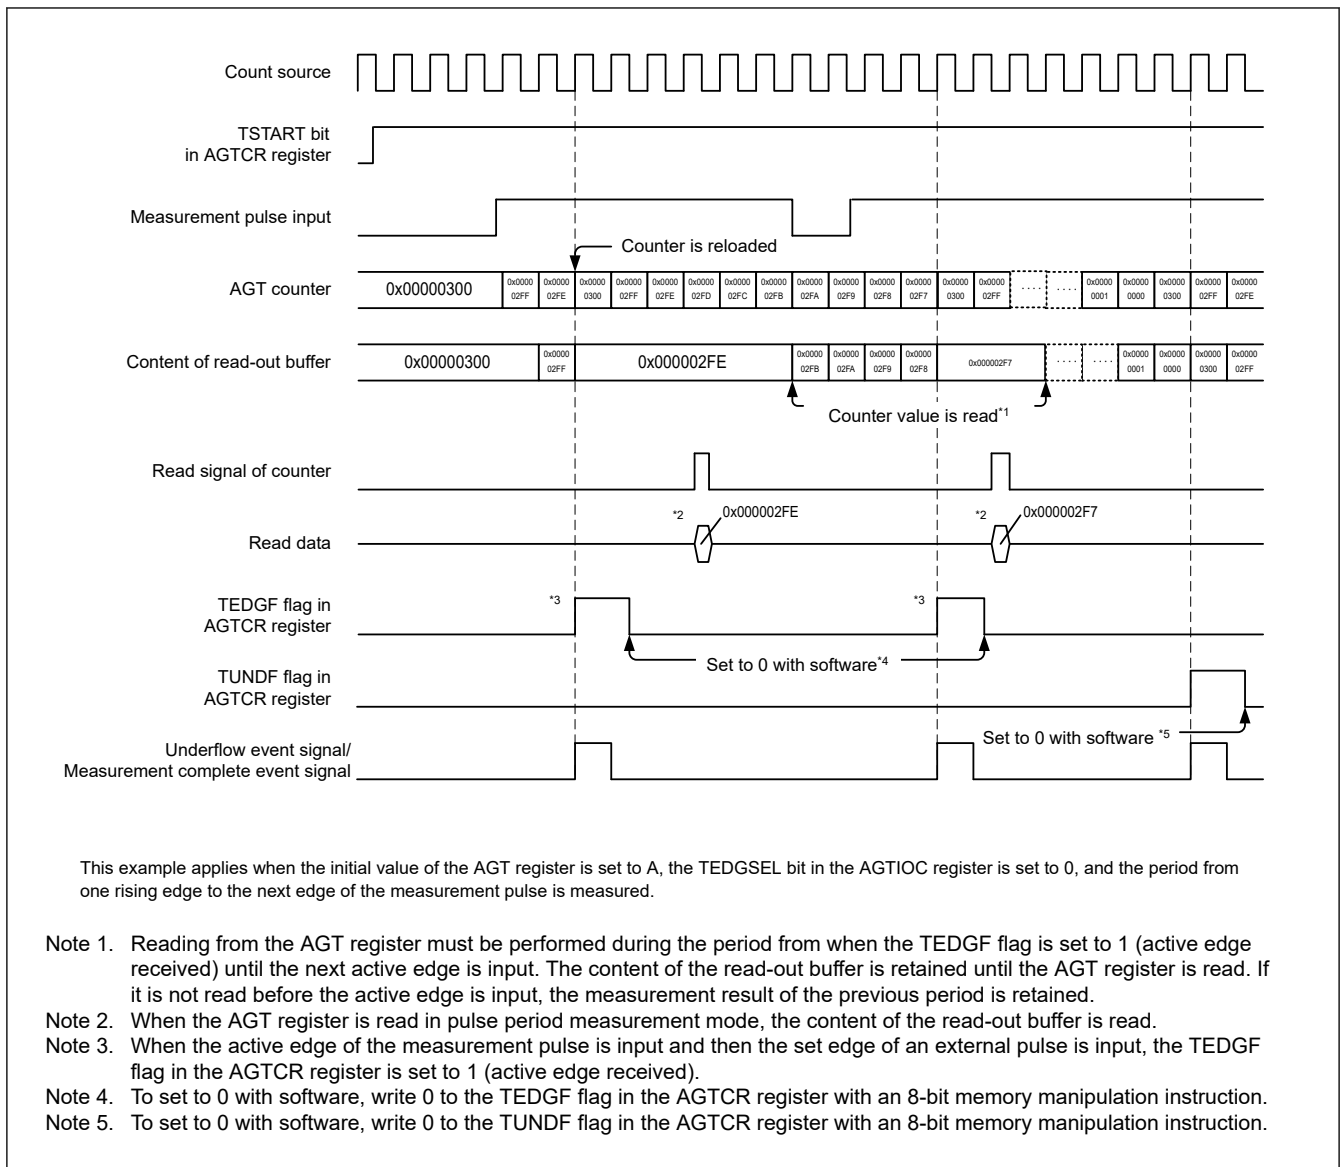 Count source
TSTART bit
in AGTCR register
Measurement pulse input
Counter is reloaded
AGT counter
0x00000300
0x0000 02FF
0x0000 02FE
0x0000 0300
0x0000 02FF
0x0000 02FE
0x0000 02FD
0x0000 02FC
0x0000 02FB
0x0000 02FA
0x0000 02F9
0x0000 02F8
0x0000 02F7
0x0000 0300
0x0000 02FF
....
....
0x0000 0001
0x0000 0000
0x0000 0300
0x0000 02FF
0x0000 02FE
Content of read-out buffer
0x00000300
0x0000 02FF
0x000002FE
0x0000 02FB
0x0000 02FA
0x0000 02F9
0x0000 02F8
0x000002F7
....
....
0x0000 0001
0x0000 0000
0x0000 0300
0x0000 02FF
Counter value is read*1
Read signal of counter
*2
0x000002FE
*2
0x000002F7
Read data
*3
*3
TEDGF flag in
AGTCR register
Set to 0 with software*4
TUNDF flag in
AGTCR register
Set to 0 with software *5
Underflow event signal/
Measurement complete event signal
This example applies when the initial value of the AGT register is set to A, the TEDGSEL bit in the AGTIOC register is set to 0, and the period from
one rising edge to the next edge of the measurement pulse is measured.
Note 1. Reading from the AGT register must be performed during the period from when the TEDGF flag is set to 1 (active edge
received) until the next active edge is input. The content of the read-out buffer is retained until the AGT register is read. If
it is not read before the active edge is input, the measurement result of the previous period is retained.
Note 2. When the AGT register is read in pulse period measurement mode, the content of the read-out buffer is read.
Note 3. When the active edge of the measurement pulse is input and then the set edge of an external pulse is input, the TEDGF
flag in the AGTCR register is set to 1 (active edge received).
Note 4. To set to 0 with software, write 0 to the TEDGF flag in the AGTCR register with an 8-bit memory manipulation instruction.
Note 5. To set to 0 with software, write 0 to the TUNDF flag in the AGTCR register with an 8-bit memory manipulation instruction.